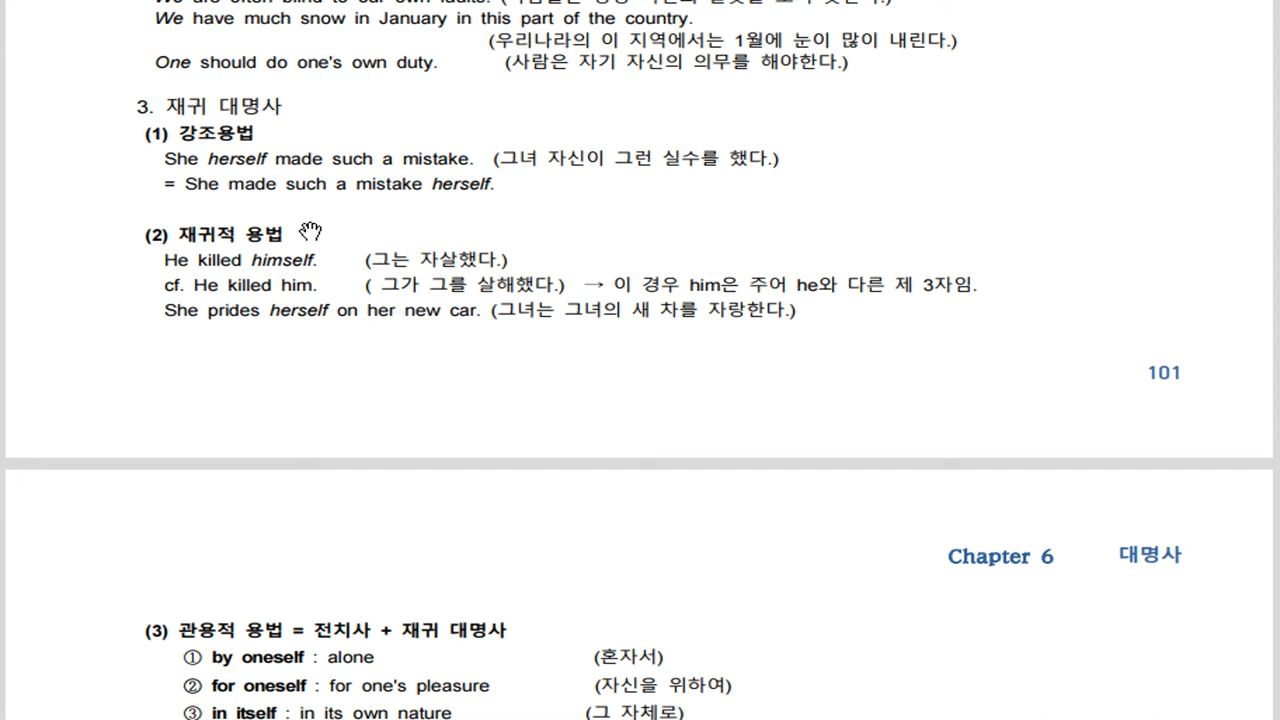 We are often blind to our own faults.
We have much snow in January in this part of the country.
(우리나라의 이 지역에서는 1월에 눈이 많이 내린다.)
One should do one's own duty. (사람은 자기 자신의 의무를 해야한다.)
3. 재귀 대명사
(1) 강조용법
She herself made such a mistake. (그녀 자신이 그런 실수를 했다.)
= She made such a mistake herself.
(2) 재귀적 용법
He killed himself. (그는 자살했다.)
cf. He killed him. ( 그가 그를 살해했다.) → 이 경우 him은 주어 he와 다른 제 3자임.
She prides herself on her new car. (그녀는 그녀의 새 차를 자랑한다.)
101
Chapter 6 대명사
(3) 관용적 용법 = 전치사 + 재귀 대명사
① by oneself : alone (혼자서)
② for oneself : for one's pleasure (자신을 위하여)
③ in itself : in its own nature (그 자체로)